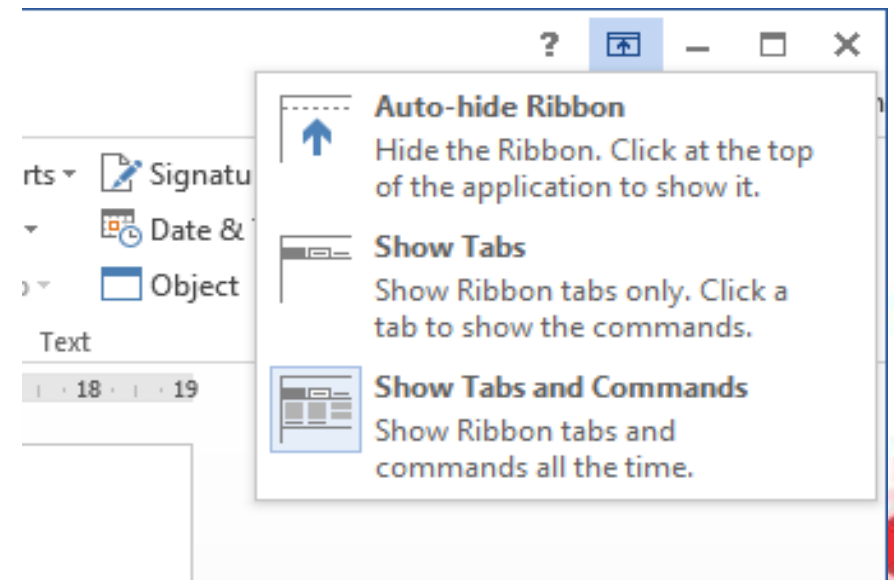 ?
Auto-hide Ribbon
Hide the Ribbon. Click at the top
of the application to show it.
Show Tabs
Show Ribbon tabs only. Click a
tab to show the commands.
Show Tabs and Commands
Show Ribbon tabs and
commands all the time.
rts
Signatu
Date &
Object
Text
18 19